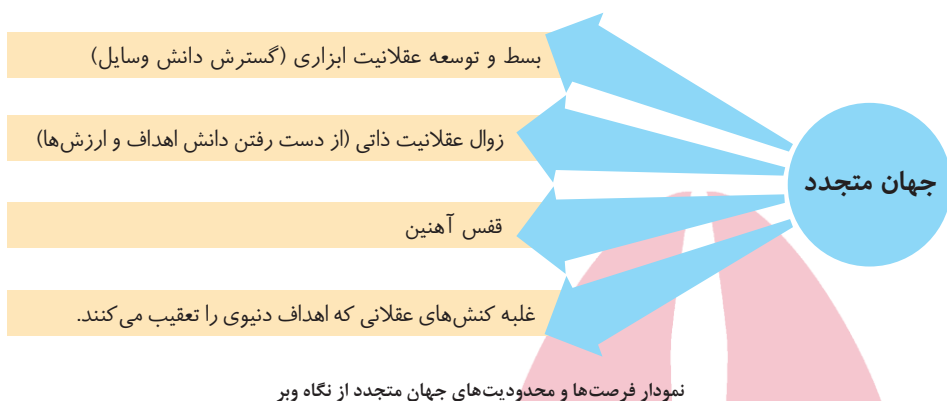 جهان متجدد
بسط و توسعه عقلانیت ابزاری (گسترش دانش وسایل)
زوال عقلانیت ذاتی (از دست رفتن دانش اهداف و ارزش‌ها)
قفس آهنین
غلبه کنش‌های عقلانی که اهداف دنیوی را تعقیب می‌کنند.
نمودار فرصت‌ها و محدودیت‌های جهان متجدد از نگاه وبر